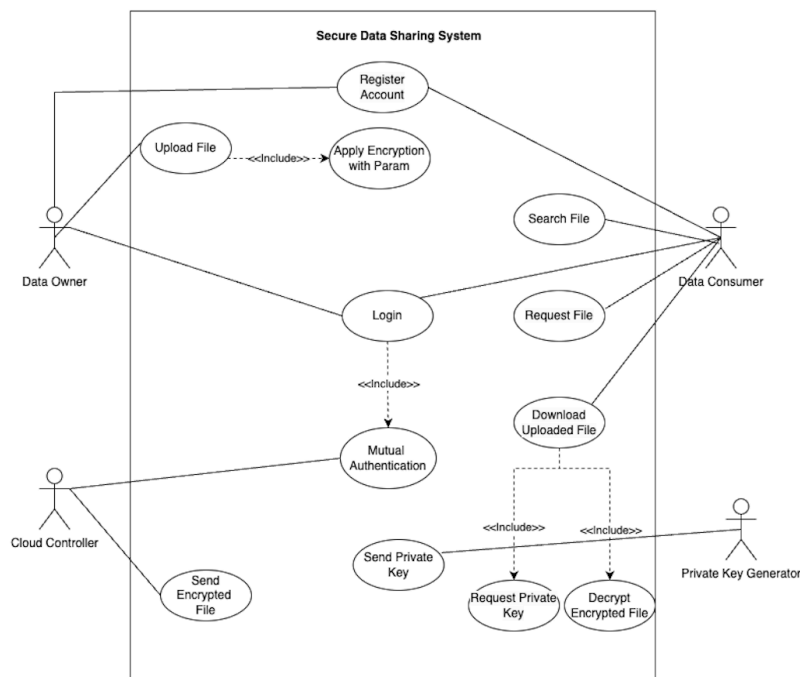 Secure Data Sharing System
Register
Account
Upload File
<<Include>>
Apply Encryption
with Param
Search File
Data Owner
Data Consumer
Login
Request File
<<Include>>
Download
Uploaded File
Mutual
Authentication
Cloud Controller
<<Include>>
<<Include>>
Send Private
Key
Private Key Generator
Send
Encrypted
File
Request Private
Key
Decrypt
Encrypted File